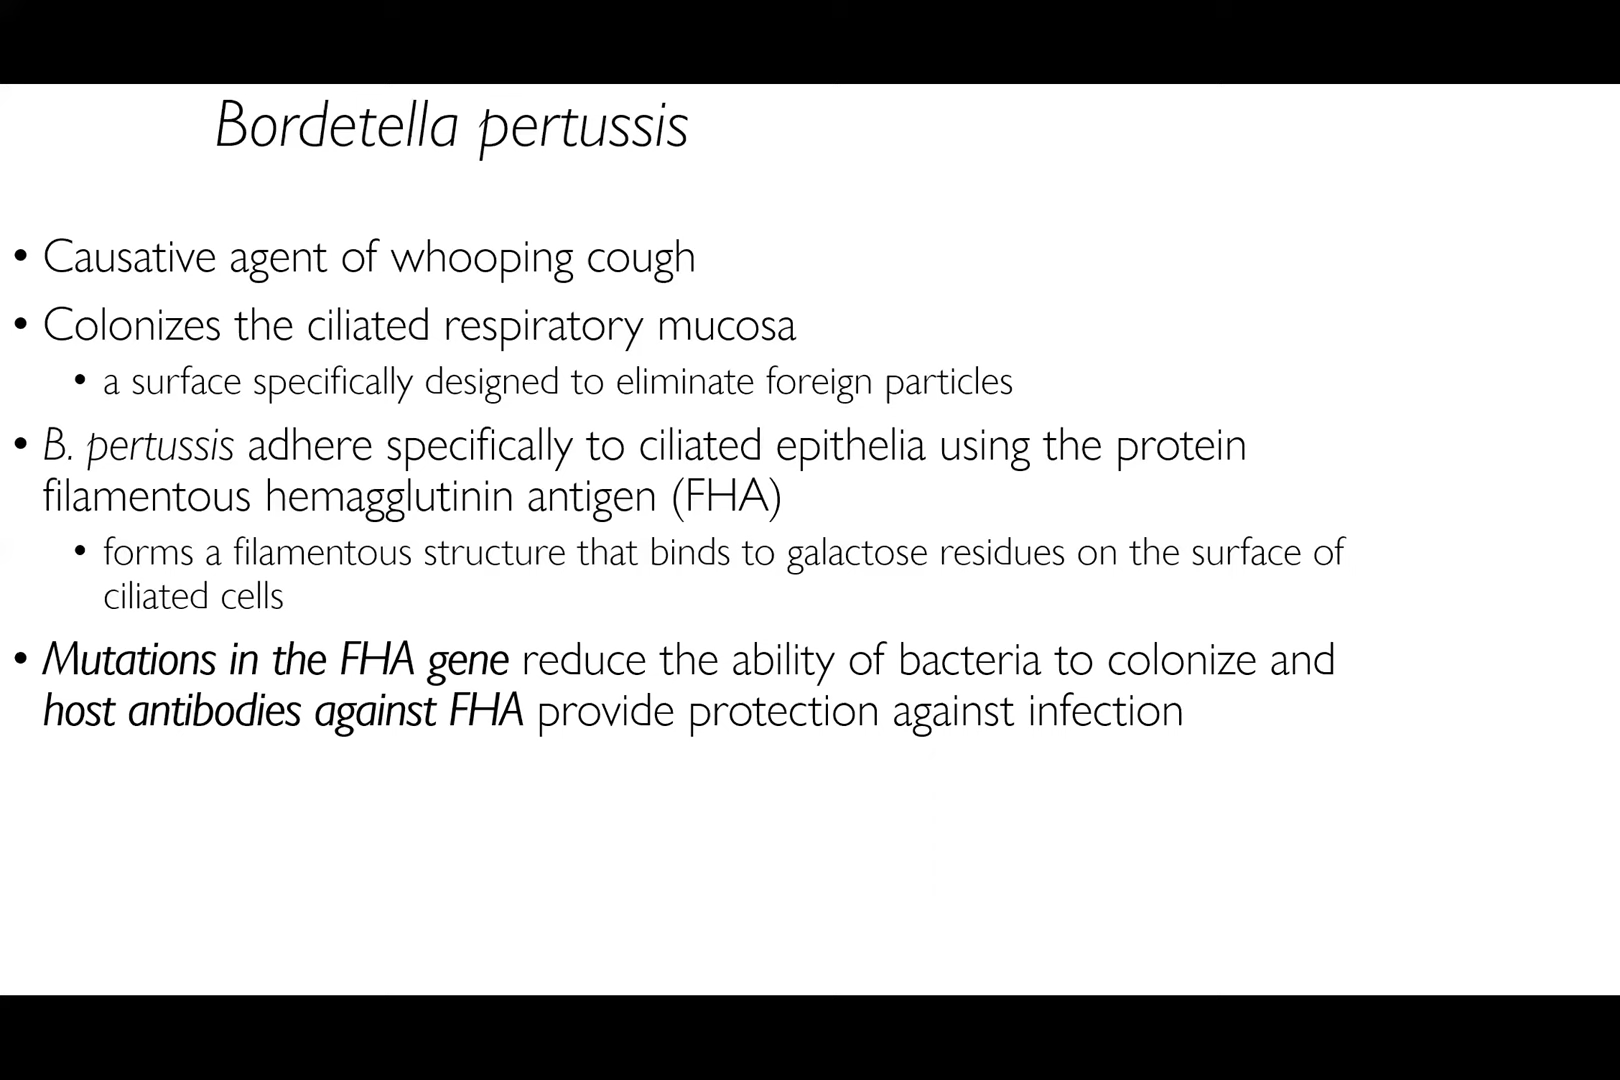 Bordetella pertussis
• Causative agent of whooping cough
• Colonizes the ciliated respiratory mucosa
• a surface specifically designed to eliminate foreign particles
• B. pertussis adhere specifically to ciliated epithelia using the protein
filamentous hemagglutinin antigen (FHA)
• forms a filamentous structure that binds to galactose residues on the surface of
ciliated cells
• Mutations in the FHA gene reduce the ability of bacteria to colonize and
host antibodies against FHA provide protection against infection